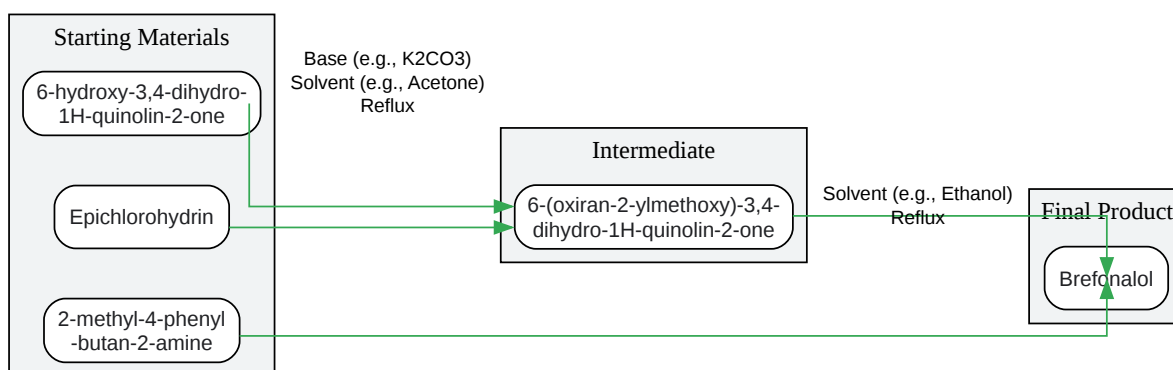 Starting Materials
6-hydroxy-3,4-dihydro-
1H-quinolin-2-one
Epichlorohydrin
2-methyl-4-phenyl
-butan-2-amine
Base (e.g., K2CO3)
Solvent (e.g., Acetone)
Reflux
Intermediate
6-(oxiran-2-ylmethoxy)-3,4-
dihydro-1H-quinolin-2-one
Solvent (e.g., Ethanol)
Reflux
Final Product
Brefonalol